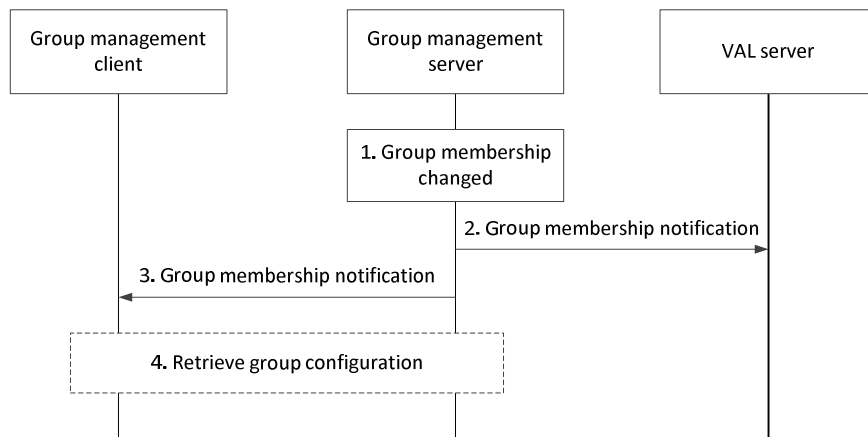 Group management
client
Group management
server
VAL server
1. Group membership
changed
2. Group membership notification
3. Group membership notification
4. Retrieve group configuration